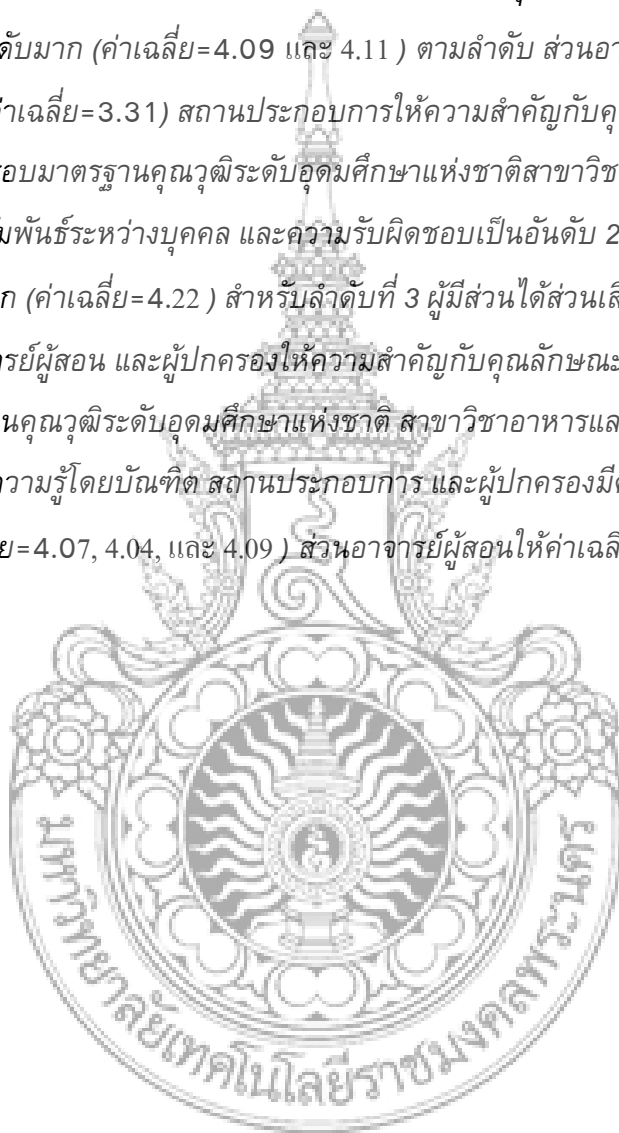 ดับมาก (ค่าเฉลี่ย=4.09 และ 4.11 ) ตามลำดับ ส่วนอา
ค่าเฉลี่ย=3.31) สถานประกอบการให้ความสำคัญกับคุ
รอบมาตรฐานคุณวุฒิระดับอุดมศึกษาแห่งชาติสาขาวิช
มพันธ์ระหว่างบุคคล และความรับผิดชอบเป็นอันดับ 2
ก (ค่าเฉลี่ย=4.22 ) สำหรับลำดับที่ 3 ผู้มีส่วนได้ส่วนเสี
รย์ผู้สอน และผู้ปกครองให้ความสำคัญกับคุณลักษณะ
นคุณวุฒิระดับอุดมศึกษาแห่งชาติ สาขาวิชาอาหารแล
ความรู้โดยบัณฑิต สถานประกอบการ และผู้ปกครองมี
ย=4.07, 4.04, และ 4.09 ) ส่วนอาจารย์ผู้สอนให้ค่าเฉลี
มหาวิทยาลัยเทคโนโลยีราชมงคลพระนคร